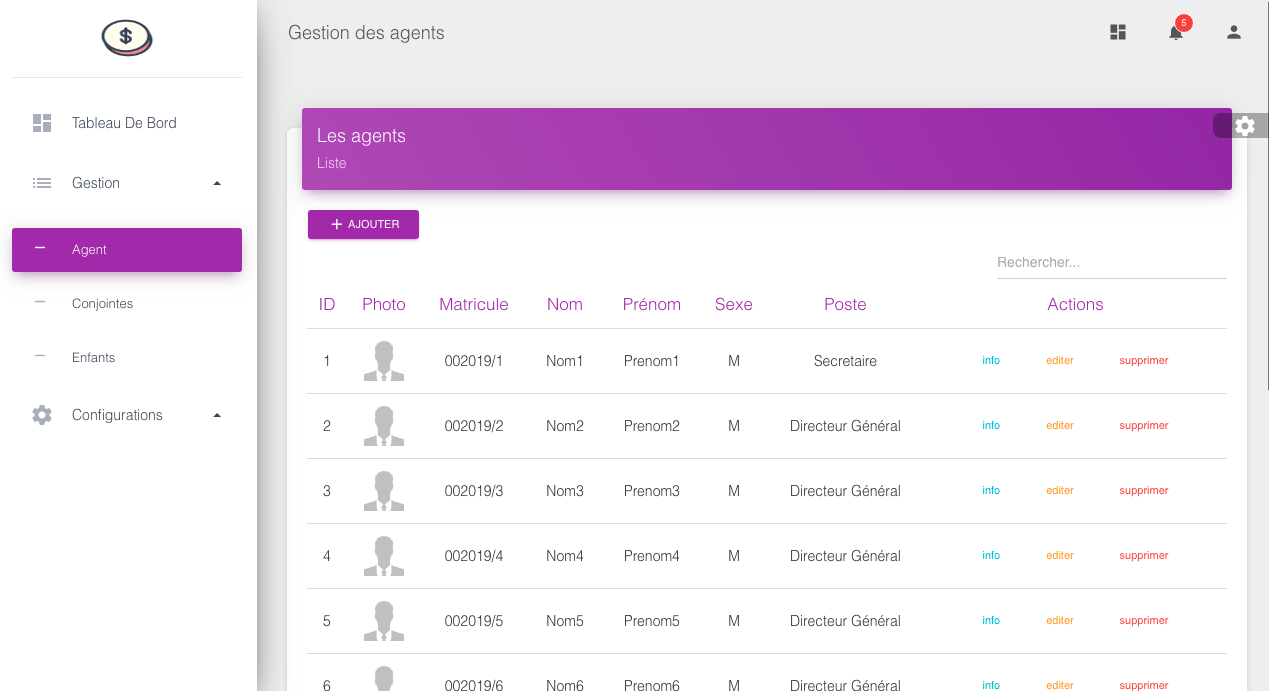 $
Gestion des agents
5
Tableau De Bord
Gestion
Agent
Conjointes
Enfants
Configurations
Les agents
Liste
+ AJOUTER
Rechercher...
ID Photo Matricule Nom Prénom Sexe Poste Actions
1 002019/1 Nom1 Prenom1 M Secretaire info editer supprimer
2 002019/2 Nom2 Prenom2 M Directeur Général info editer supprimer
3 002019/3 Nom3 Prenom3 M Directeur Général info editer supprimer
4 002019/4 Nom4 Prenom4 M Directeur Général info editer supprimer
5 002019/5 Nom5 Prenom5 M Directeur Général info editer supprimer
6 002019/6 Nom6 Prenom6 M Directeur Général info editer supprimer